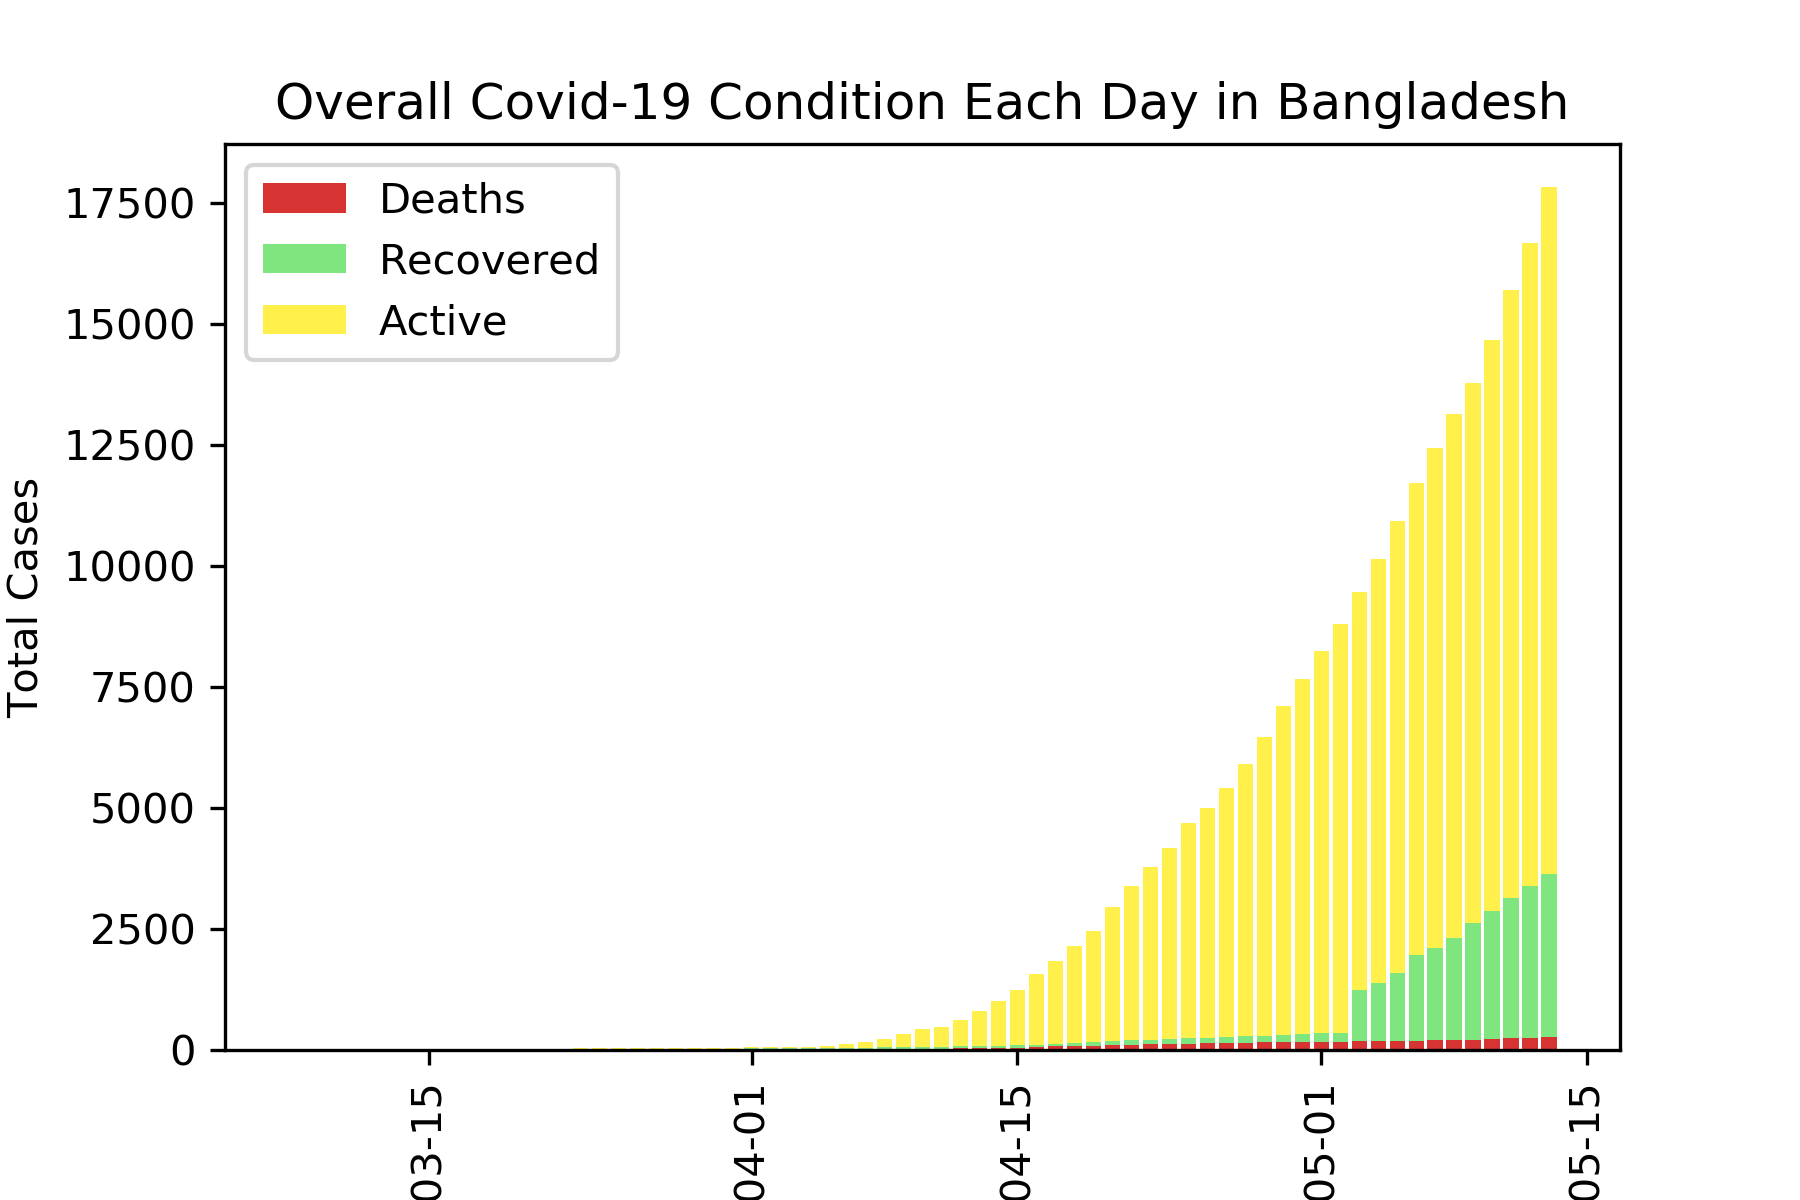 Overall Covid-19 Condition Each Day in Bangladesh
Deaths
Recovered
Active
17500
15000
12500
10000
7500
5000
2500
0
Total Cases
03-15
04-01
04-15
05-01
05-15